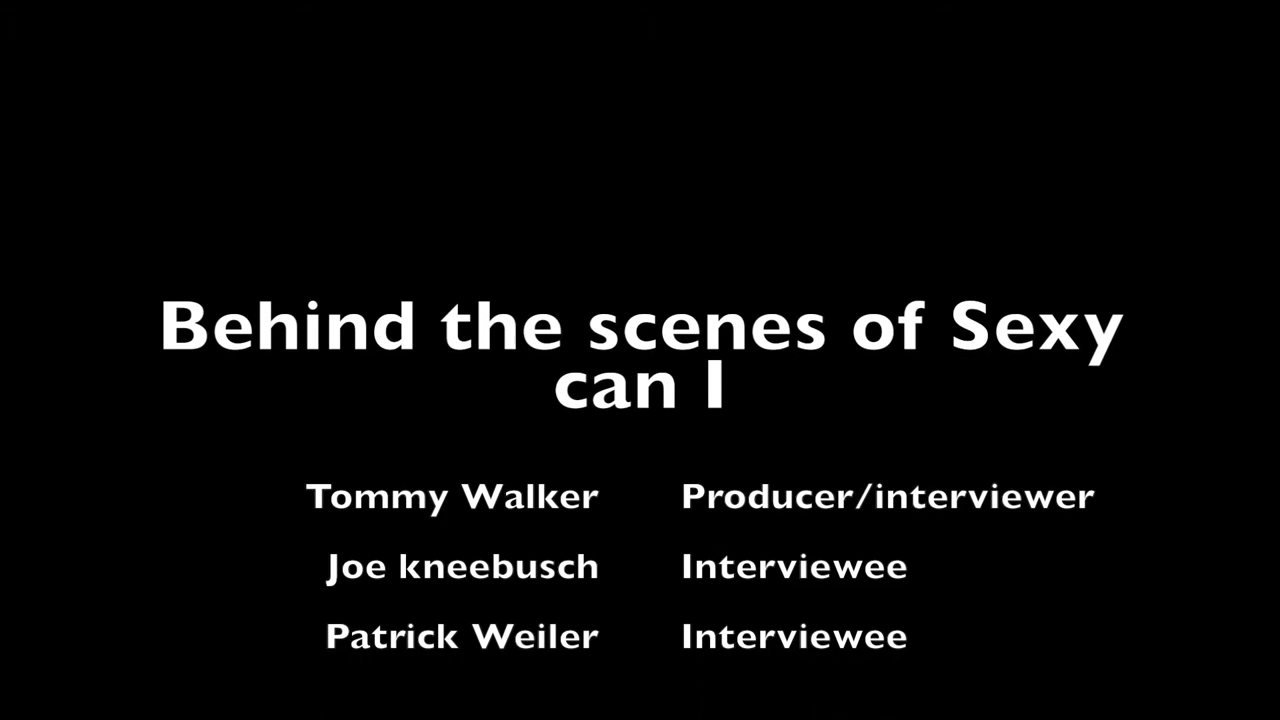 Behind the scenes of Sexy
can I
Tommy Walker Producer/interviewer
Joe kneebusch Interviewee
Patrick Weiler Interviewee